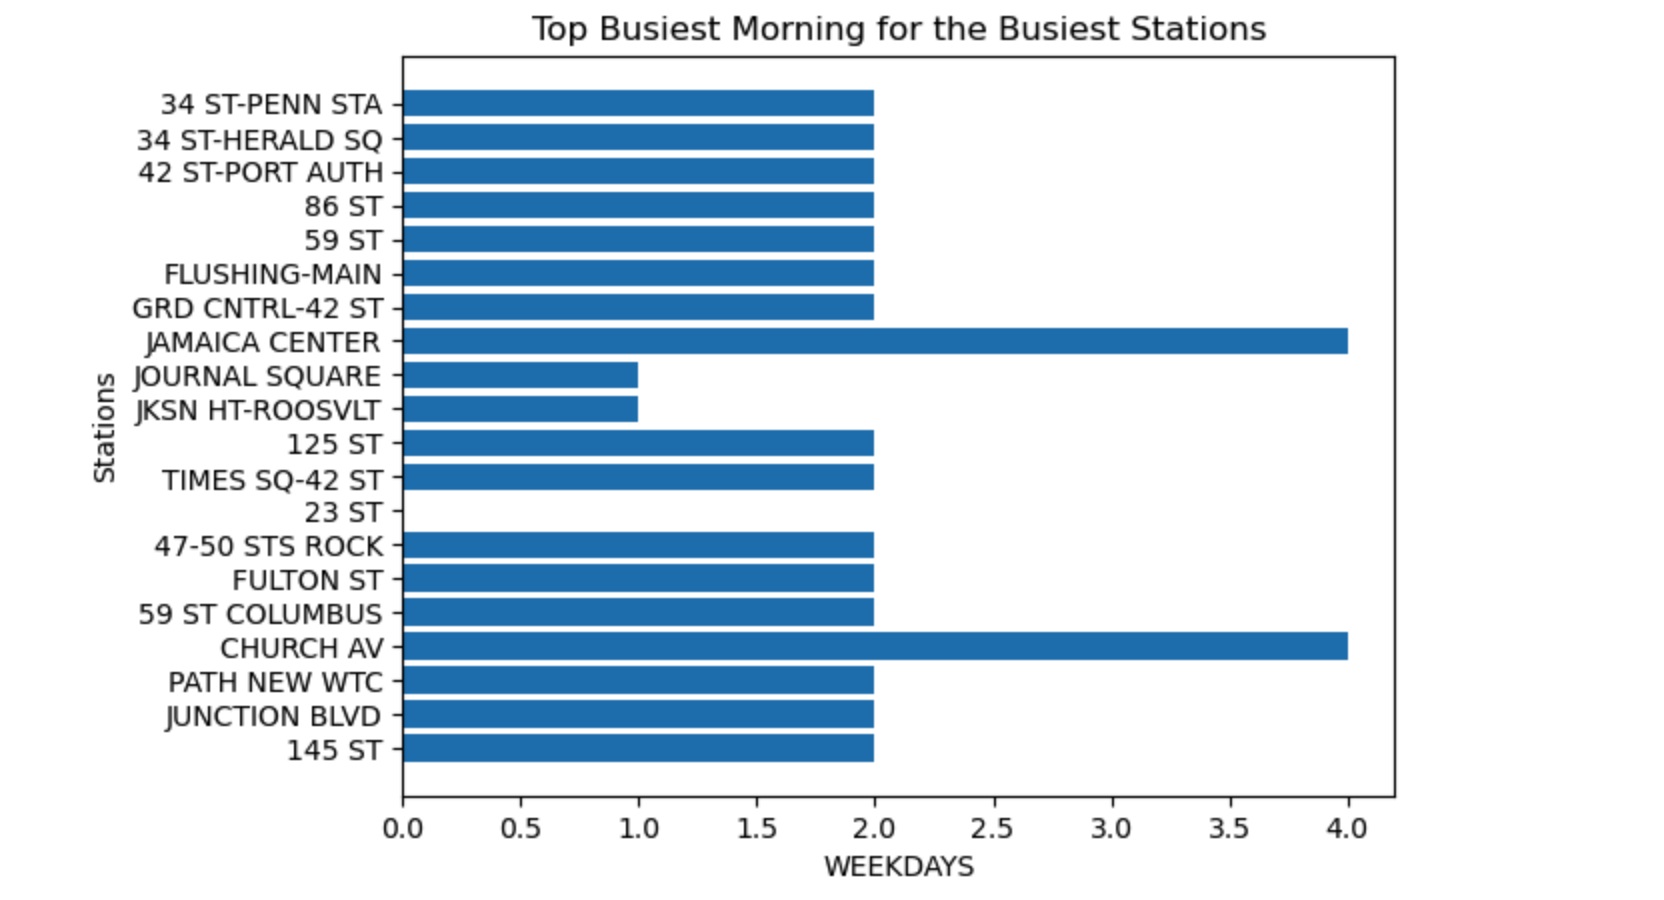 Top Busiest Morning for the Busiest Stations
34 ST-PENN STA
34 ST-HERALD SQ
42 ST-PORT AUTH
86 ST
59 ST
FLUSHING-MAIN
GRD CNTRL-42 ST
JAMAICA CENTER
JOURNAL SQUARE
JKSN HT-ROOSVLT
125 ST
TIMES SQ-42 ST
23 ST
47-50 STS ROCK
FULTON ST
59 ST COLUMBUS
CHURCH AV
PATH NEW WTC
JUNCTION BLVD
145 ST
Stations
0.0 0.5 1.0 1.5 2.0 2.5 3.0 3.5 4.0
WEEKDAYS